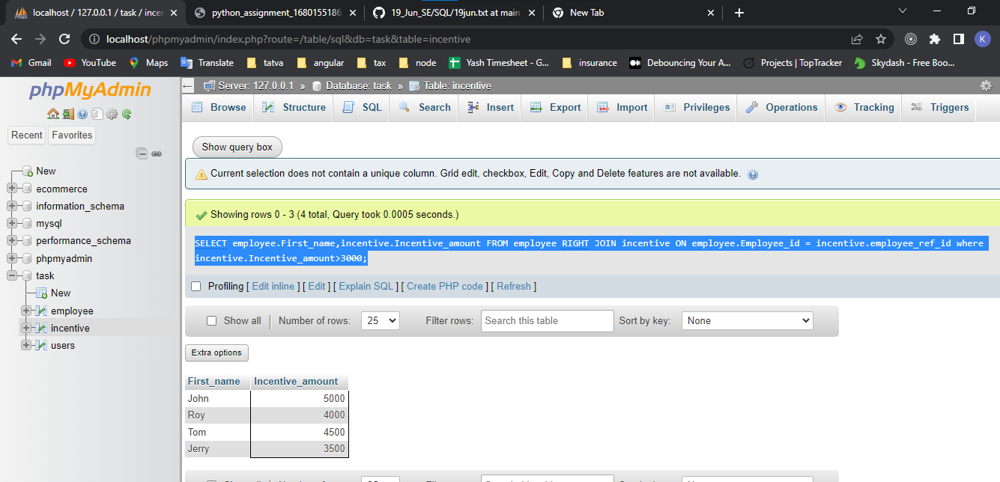 localhost / 127.0.0.1 / task / incer
python_assignment_1680155186.
19_Jun_SE/SQL/19jun.txt at main
New Tab
localhost/phpmyadmin/index.php?route=/table/sql&db=task&table=incentive
K
Gmail YouTube Maps Translate tatva angular tax node Yash Timesheet - G... insurance Debouncing Your A... Projects | TopTracker Skydash - Free Boo...
phpMyAdmin
Recent Favorites
New
ecommerce
information_schema
mysql
performance_schema
phpmyadmin
task
New
employee
incentive
users
Server: 127.0.0.1 » Database: task » Table: incentive
Browse Structure SQL Search Insert Export Import Privileges Operations Tracking Triggers
Show query box
Current selection does not contain a unique column. Grid edit, checkbox, Edit, Copy and Delete features are not available.
Showing rows 0 - 3 (4 total, Query took 0.0005 seconds.)
SELECT employee.First_name,incentive.Incentive_amount FROM employee RIGHT JOIN incentive ON employee.Employee_id = incentive.employee_ref_id where
incentive.Incentive_amount>3000;
Profiling [ Edit inline ] [ Edit ] [ Explain SQL ] [ Create PHP code ] [ Refresh ]
Show all | Number of rows: 25 Filter rows: Search this table Sort by key: None
Extra options
First_name Incentive_amount
John 5000
Roy 4000
Tom 4500
Jerry 3500